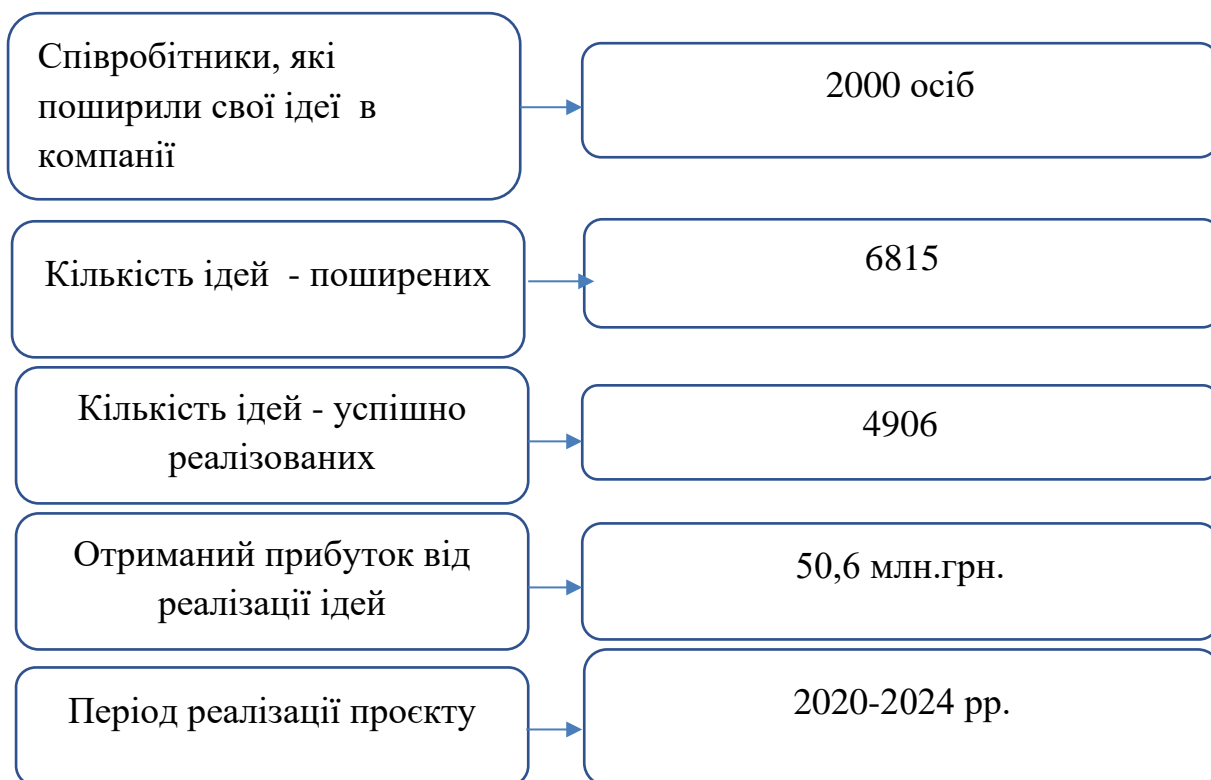 Співробітники, які
поширили свої ідеї в
компанії
2000 осіб
Кількість ідей - поширених
6815
Кількість ідей - успішно
реалізованих
4906
Отриманий прибуток від
реалізації ідей
50,6 млн.грн.
Період реалізації проєкту
2020-2024 рр.